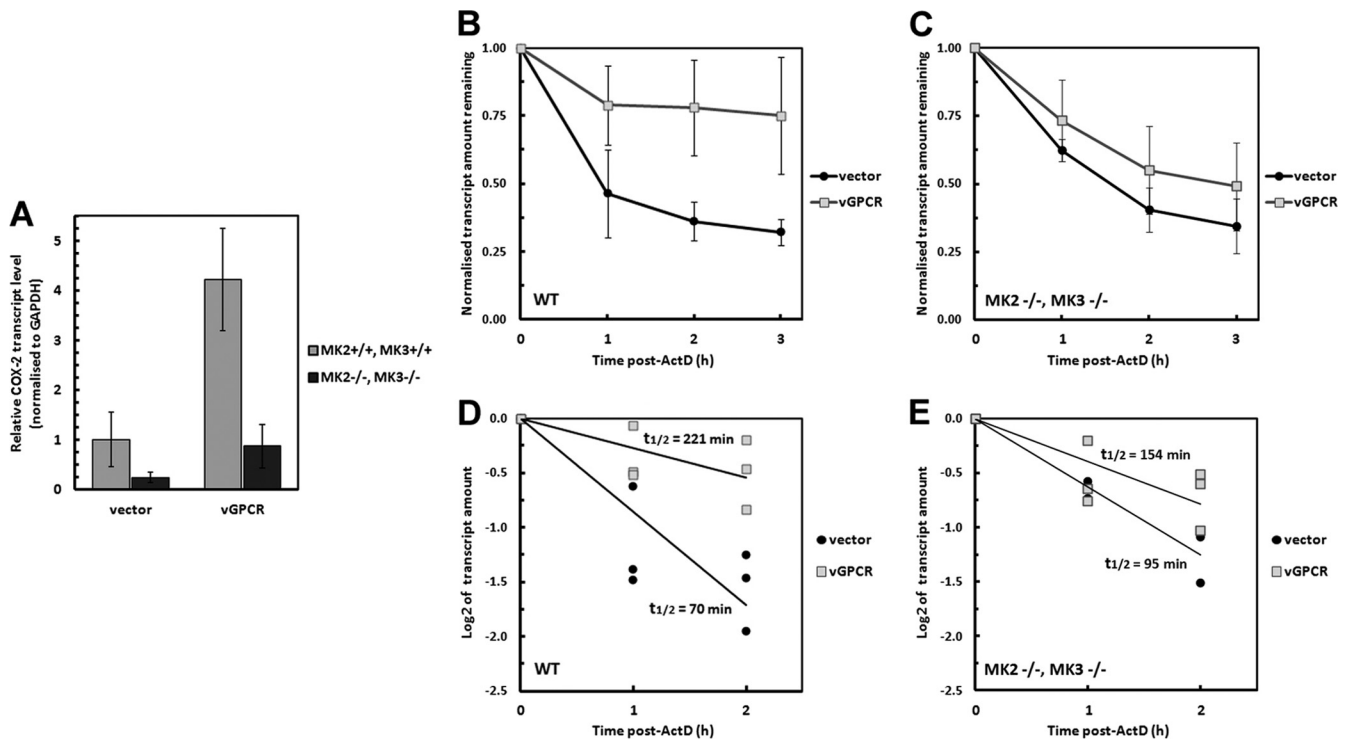 A
Relative COX-2 transcript level
(normalised to GAPDH)
5
4
3
2
1
0
vector
vGPCR
MK2+/+, MK3+/+
MK2-/-, MK3-/-
B
Normalised transcript amount remaining
1.00
0.75
0.50
0.25
0.00
WT
0
1
2
3
Time post-ActD (h)
vector
vGPCR
C
Normalised transcript amount remaining
1.00
0.75
0.50
0.25
0.00
MK2 -/-, MK3 -/-
0
1
2
3
Time post-ActD (h)
vector
vGPCR
D
Log2 of transcript amount
0.0
-0.5
-1.0
-1.5
-2.0
-2.5
t1/2 = 221 min
t1/2 = 70 min
WT
0
1
2
Time post-ActD (h)
vector
vGPCR
E
Log2 of transcript amount
0.0
-0.5
-1.0
-1.5
-2.0
-2.5
t1/2 = 154 min
t1/2 = 95 min
MK2 -/-, MK3 -/-
0
1
2
Time post-ActD (h)
vector
vGPCR